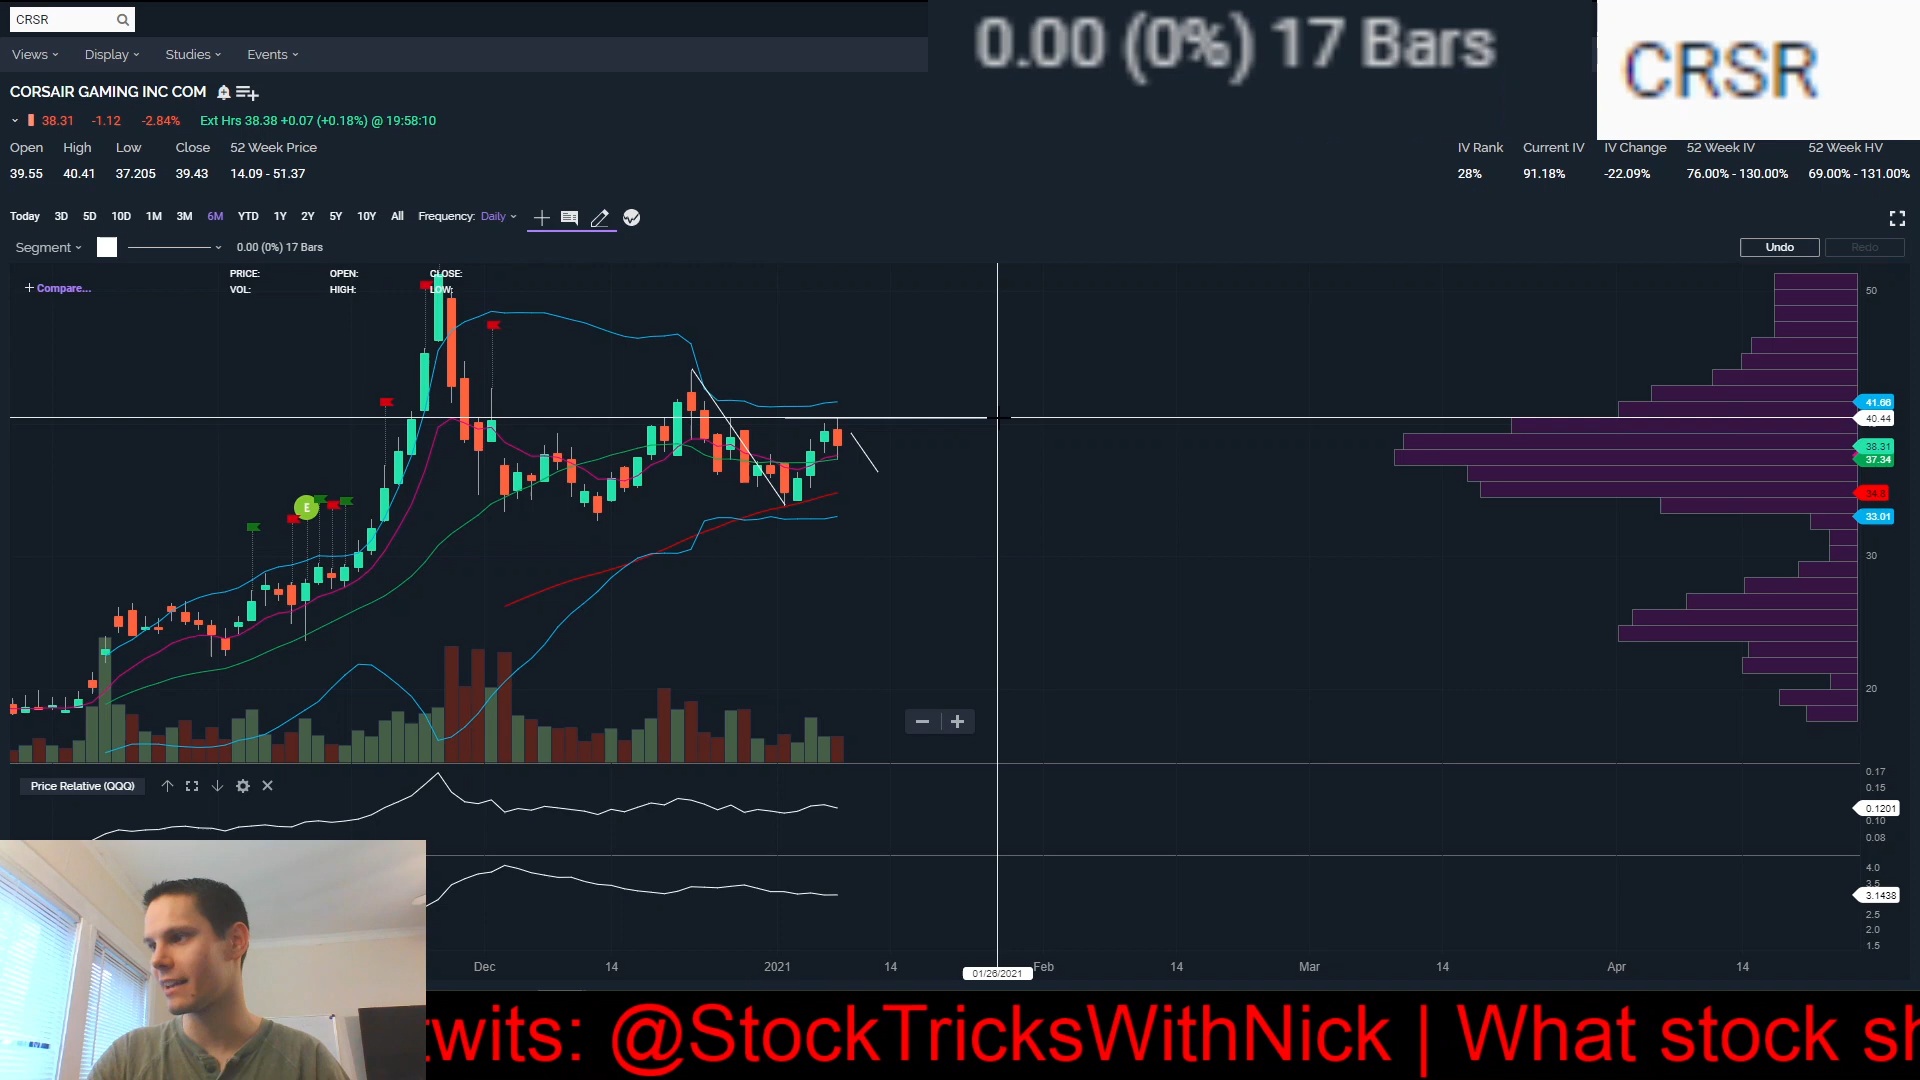 CRSR
0.00 (0%) 17 Bars
CRSR
Views Display Studies Events
CORSAIR GAMING INC COM
38.31 -1.12 -2.84% Ext Hrs 38.38 +0.07 (+0.18%) @ 19:58:10
Open High Low Close 52 Week Price
39.55 40.41 37.205 39.43 14.09 - 51.37
IV Rank Current IV IV Change 52 Week IV 52 Week HV
28% 91.18% -22.09% 76.00% - 130.00% 69.00% - 131.00%
Today 3D 5D 10D 1M 3M 6M YTD 1Y 2Y 5Y 10Y All Frequency: Daily
Segment 0.00 (0%) 17 Bars Undo Redo
+ Compare...
PRICE: OPEN: CLOSE:
VOL: HIGH: LOW:
E
50
41.66
40.44
38.31
37.34
34.8
33.01
30
20
Price Relative (QQQ)
0.17
0.15
0.1201
0.10
0.08
4.0
3.5
3.1438
2.5
2.0
1.5
Dec 14 2021 14 01/26/2021 Feb 14 Mar 14 Apr 14
twits: @StockTricksWithNick | What stock sh